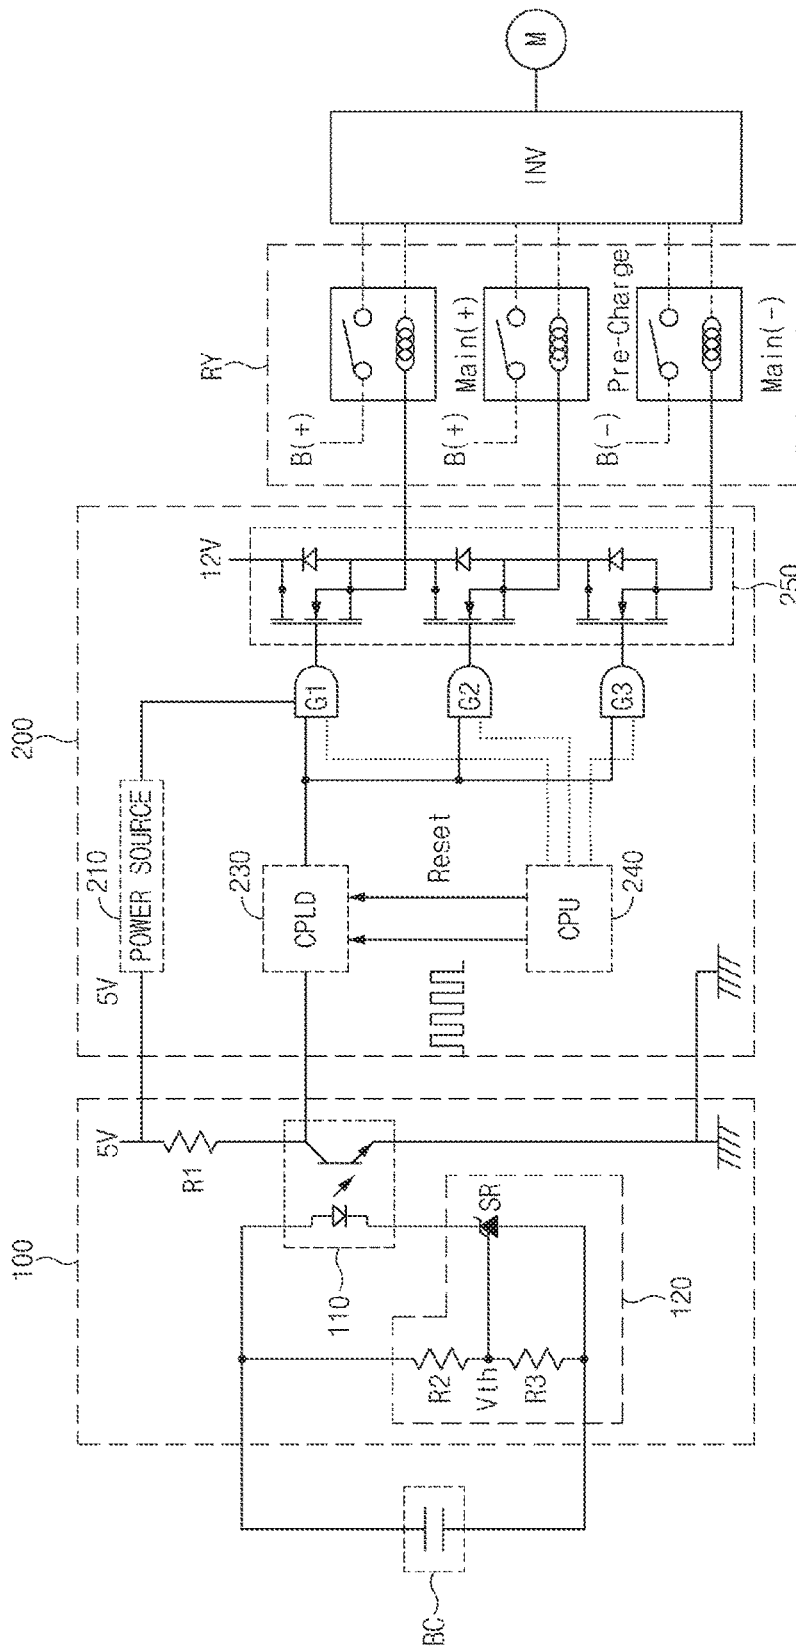 BC
100
110
120
R1
R2
Vth
R3
SR
5V
200
5V
210
POWER SOURCE
230
CPLD
Reset
CPU
240
G1
G2
G3
12V
250
RY
B(+)
Main(+)
B(+)
Pre-Charge
B(-)
Main(-)
INV
M